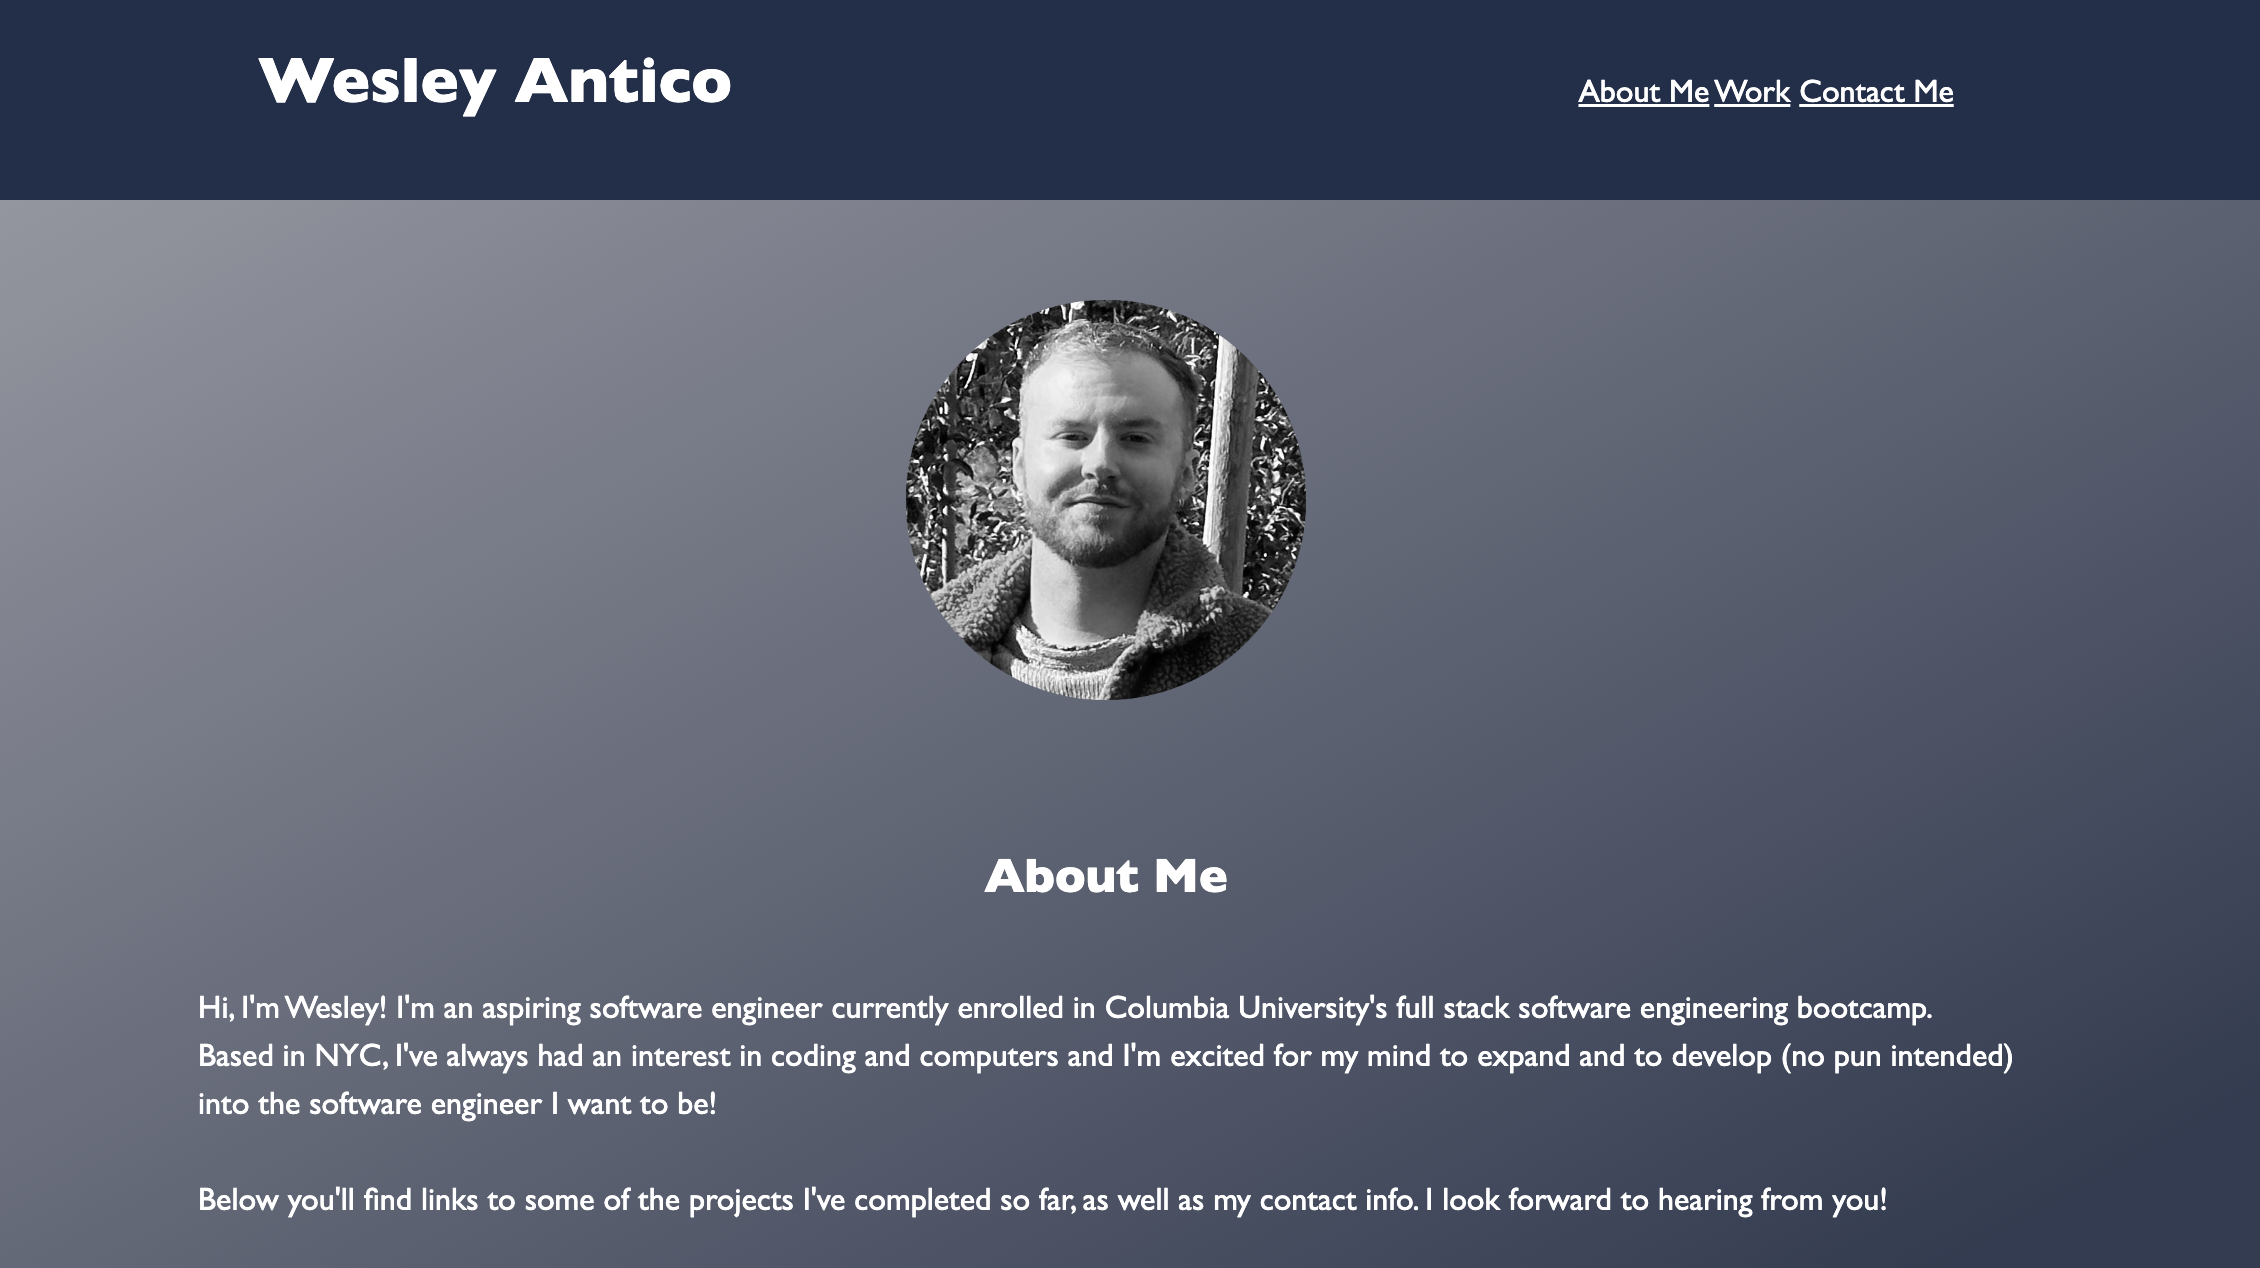 Wesley Antico
About Me Work Contact Me
About Me
Hi, I'm Wesley! I'm an aspiring software engineer currently enrolled in Columbia University's full stack software engineering bootcamp.
Based in NYC, I've always had an interest in coding and computers and I'm excited for my mind to expand and to develop (no pun intended)
into the software engineer I want to be!
Below you'll find links to some of the projects I've completed so far, as well as my contact info. I look forward to hearing from you!